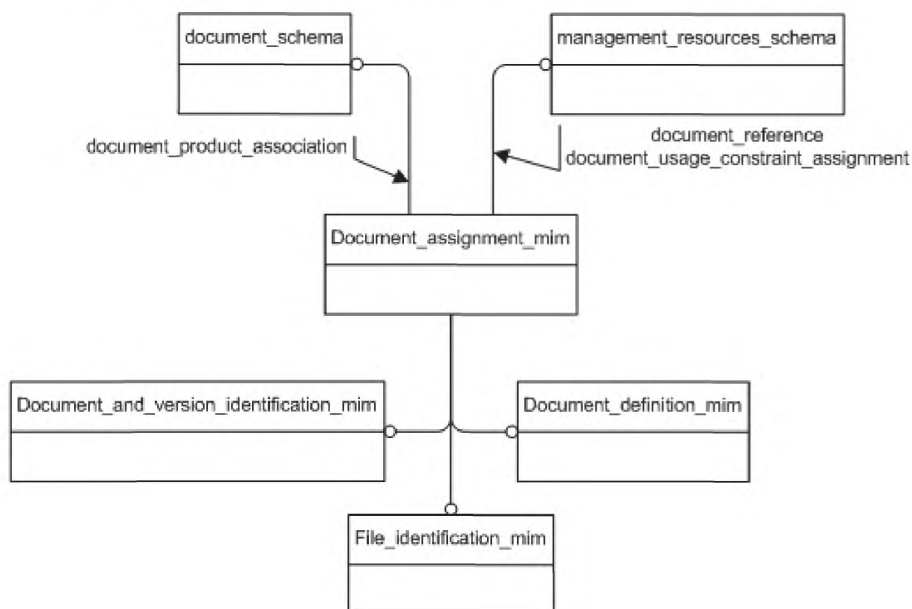 document_schema
management_resources_schema
document_product_association
document_reference
document_usage_constraint_assignment
Document_assignment_mim
Document_and_version_identification_mim
Document_definition_mim
File_identification_mim